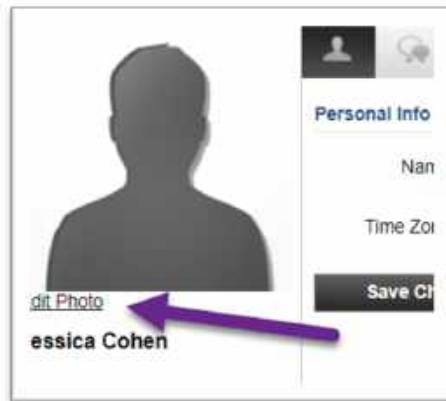 dit Photo
essica Cohen
Personal Info
Nan
Time Zo
Save Ch